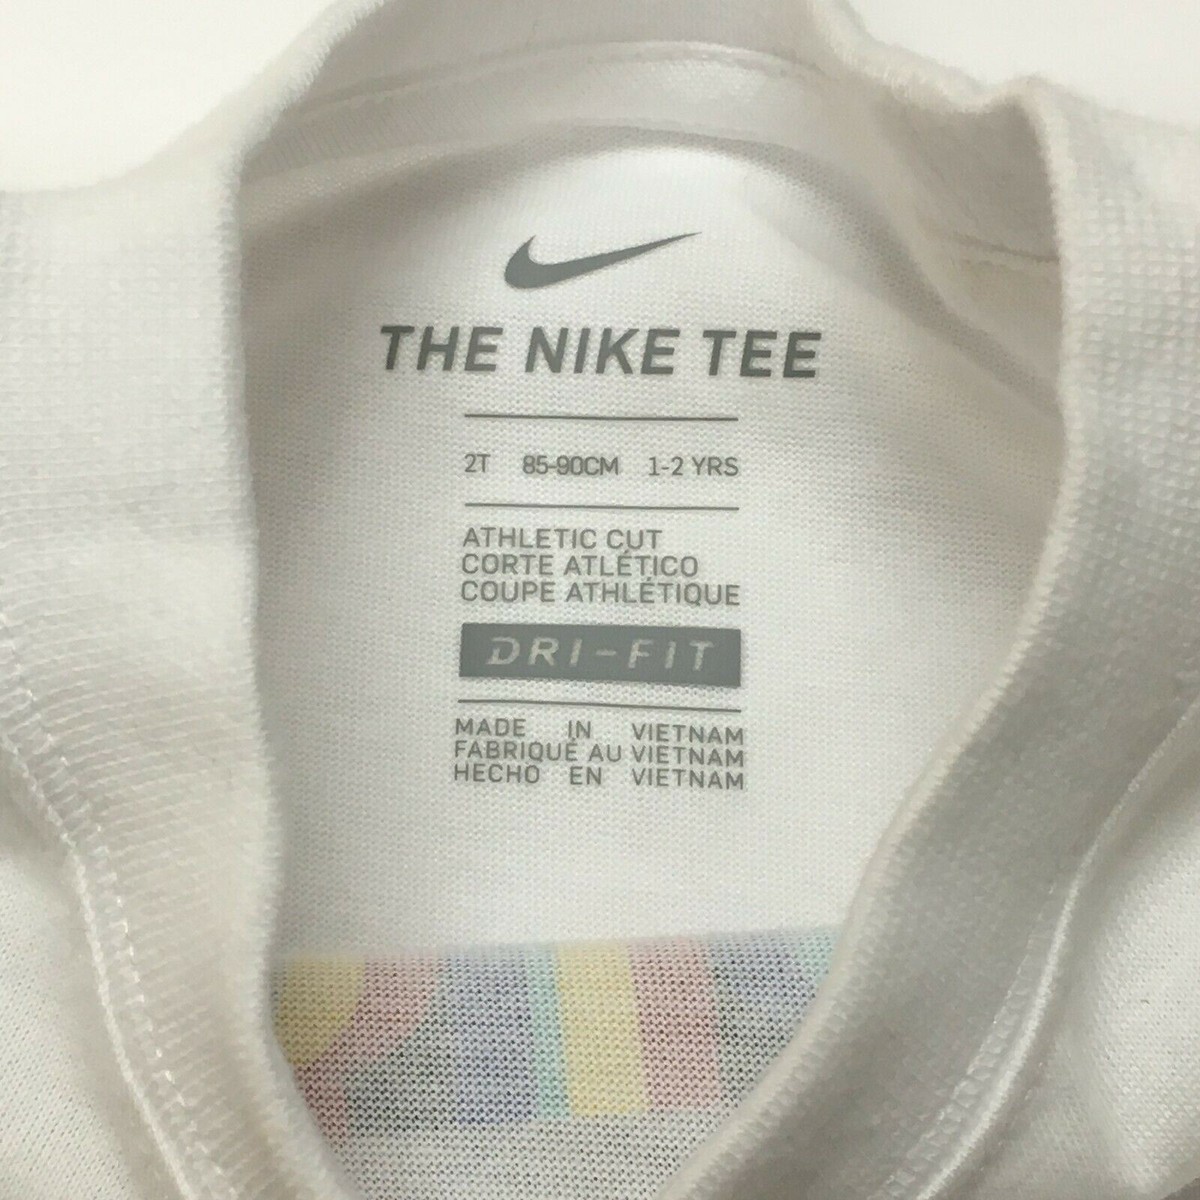 THE NIKE TEE
2T 85-90CM 1-2 YRS
ATHLETIC CUT
CORTE ATLÉTICO
COUPE ATHLÉTIQUE
DRI-FIT
MADE IN VIETNAM
FABRIQUÉ AU VIETNAM
HECHO EN VIETNAM